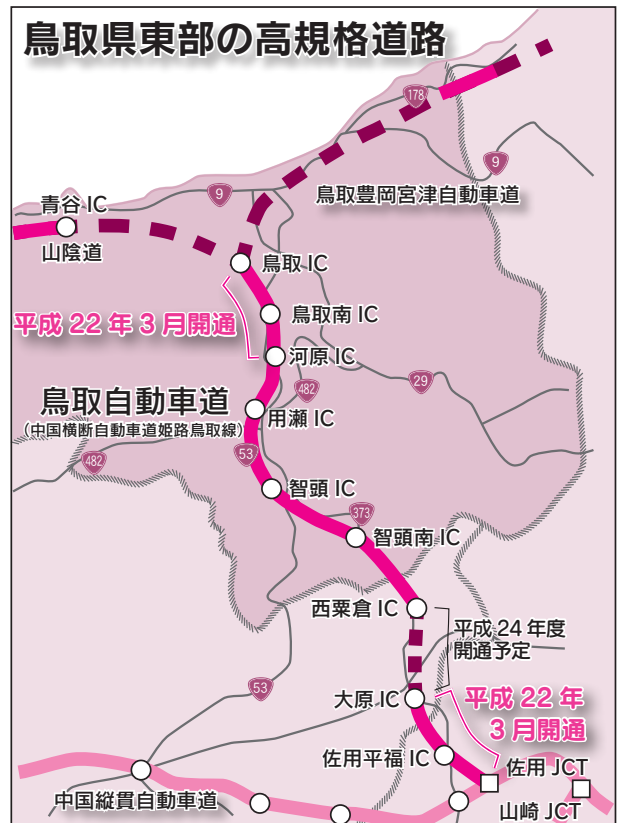 鳥取県東部の高規格道路
178
9
9
鳥取豊岡宮津自動車道
青谷 IC
山陰道
鳥取 IC
平成 22 年 3 月開通
鳥取南 IC
河原 IC
29
482
鳥取自動車道
(中国横断自動車道姫路鳥取線)
用瀬 IC
53
482
智頭 IC
373
智頭南 IC
西粟倉 IC
平成 24 年度
開通予定
53
大原 IC
平成 22 年
3 月開通
佐用平福 IC
佐用 JCT
中国縦貫自動車道
山崎 JCT